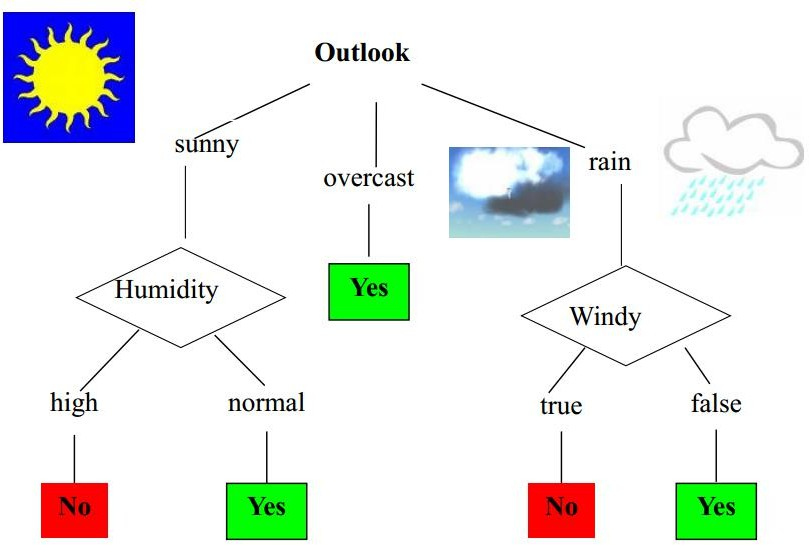 Outlook
sunny
overcast
rain
Humidity
Yes
Windy
high
normal
true
false
No
Yes
No
Yes